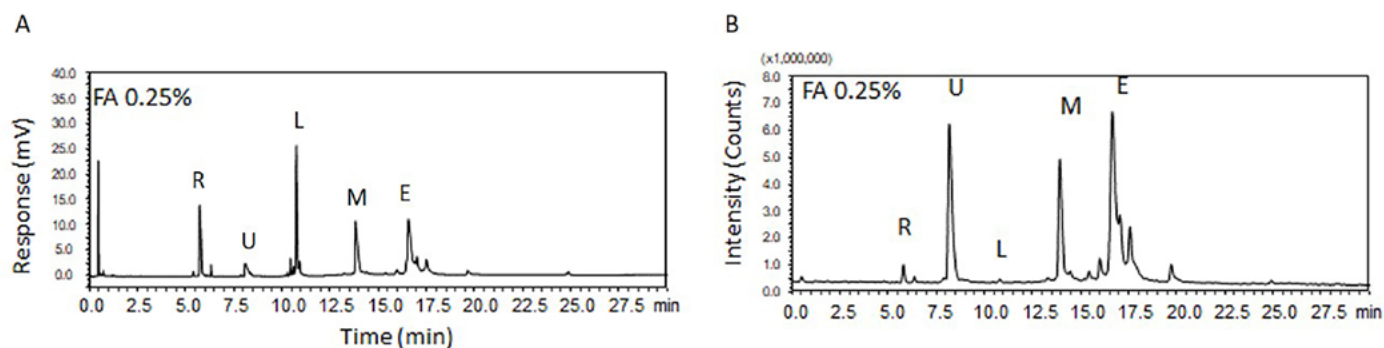 A
FA 0.25%
Response (mV)
40.0
35.0
30.0
25.0
20.0
15.0
10.0
5.0
0.0
R
U
L
M
E
0.0 2.5 5.0 7.5 10.0 12.5 15.0 17.5 20.0 22.5 25.0 27.5 min
Time (min)
B
(x1,000,000)
FA 0.25%
Intensity (Counts)
8.0
7.0
6.0
5.0
4.0
3.0
2.0
1.0
0.0
R
U
L
M
E
0.0 2.5 5.0 7.5 10.0 12.5 15.0 17.5 20.0 22.5 25.0 27.5 min
Time (min)